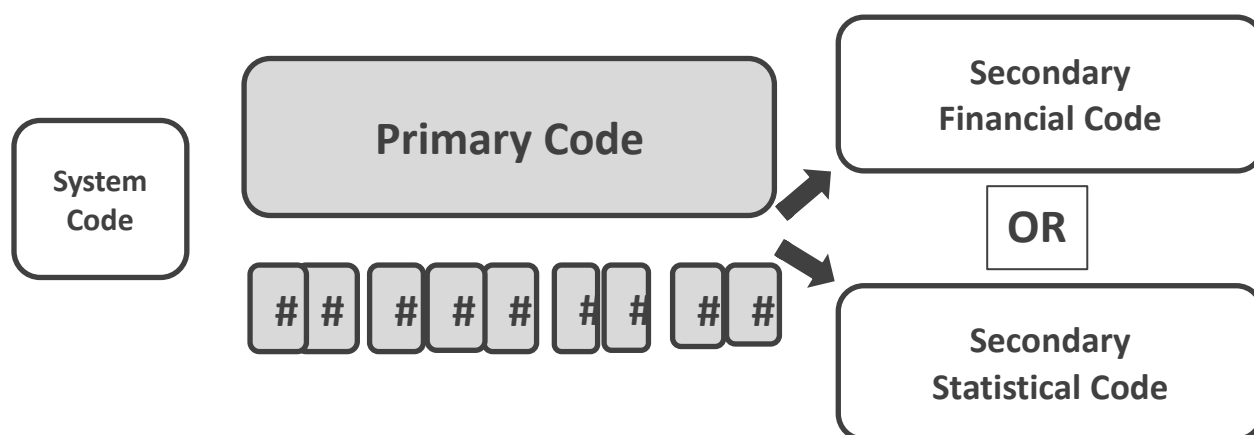 System
Code
Primary Code
# # # # # # # # #
Secondary
Financial Code
OR
Secondary
Statistical Code